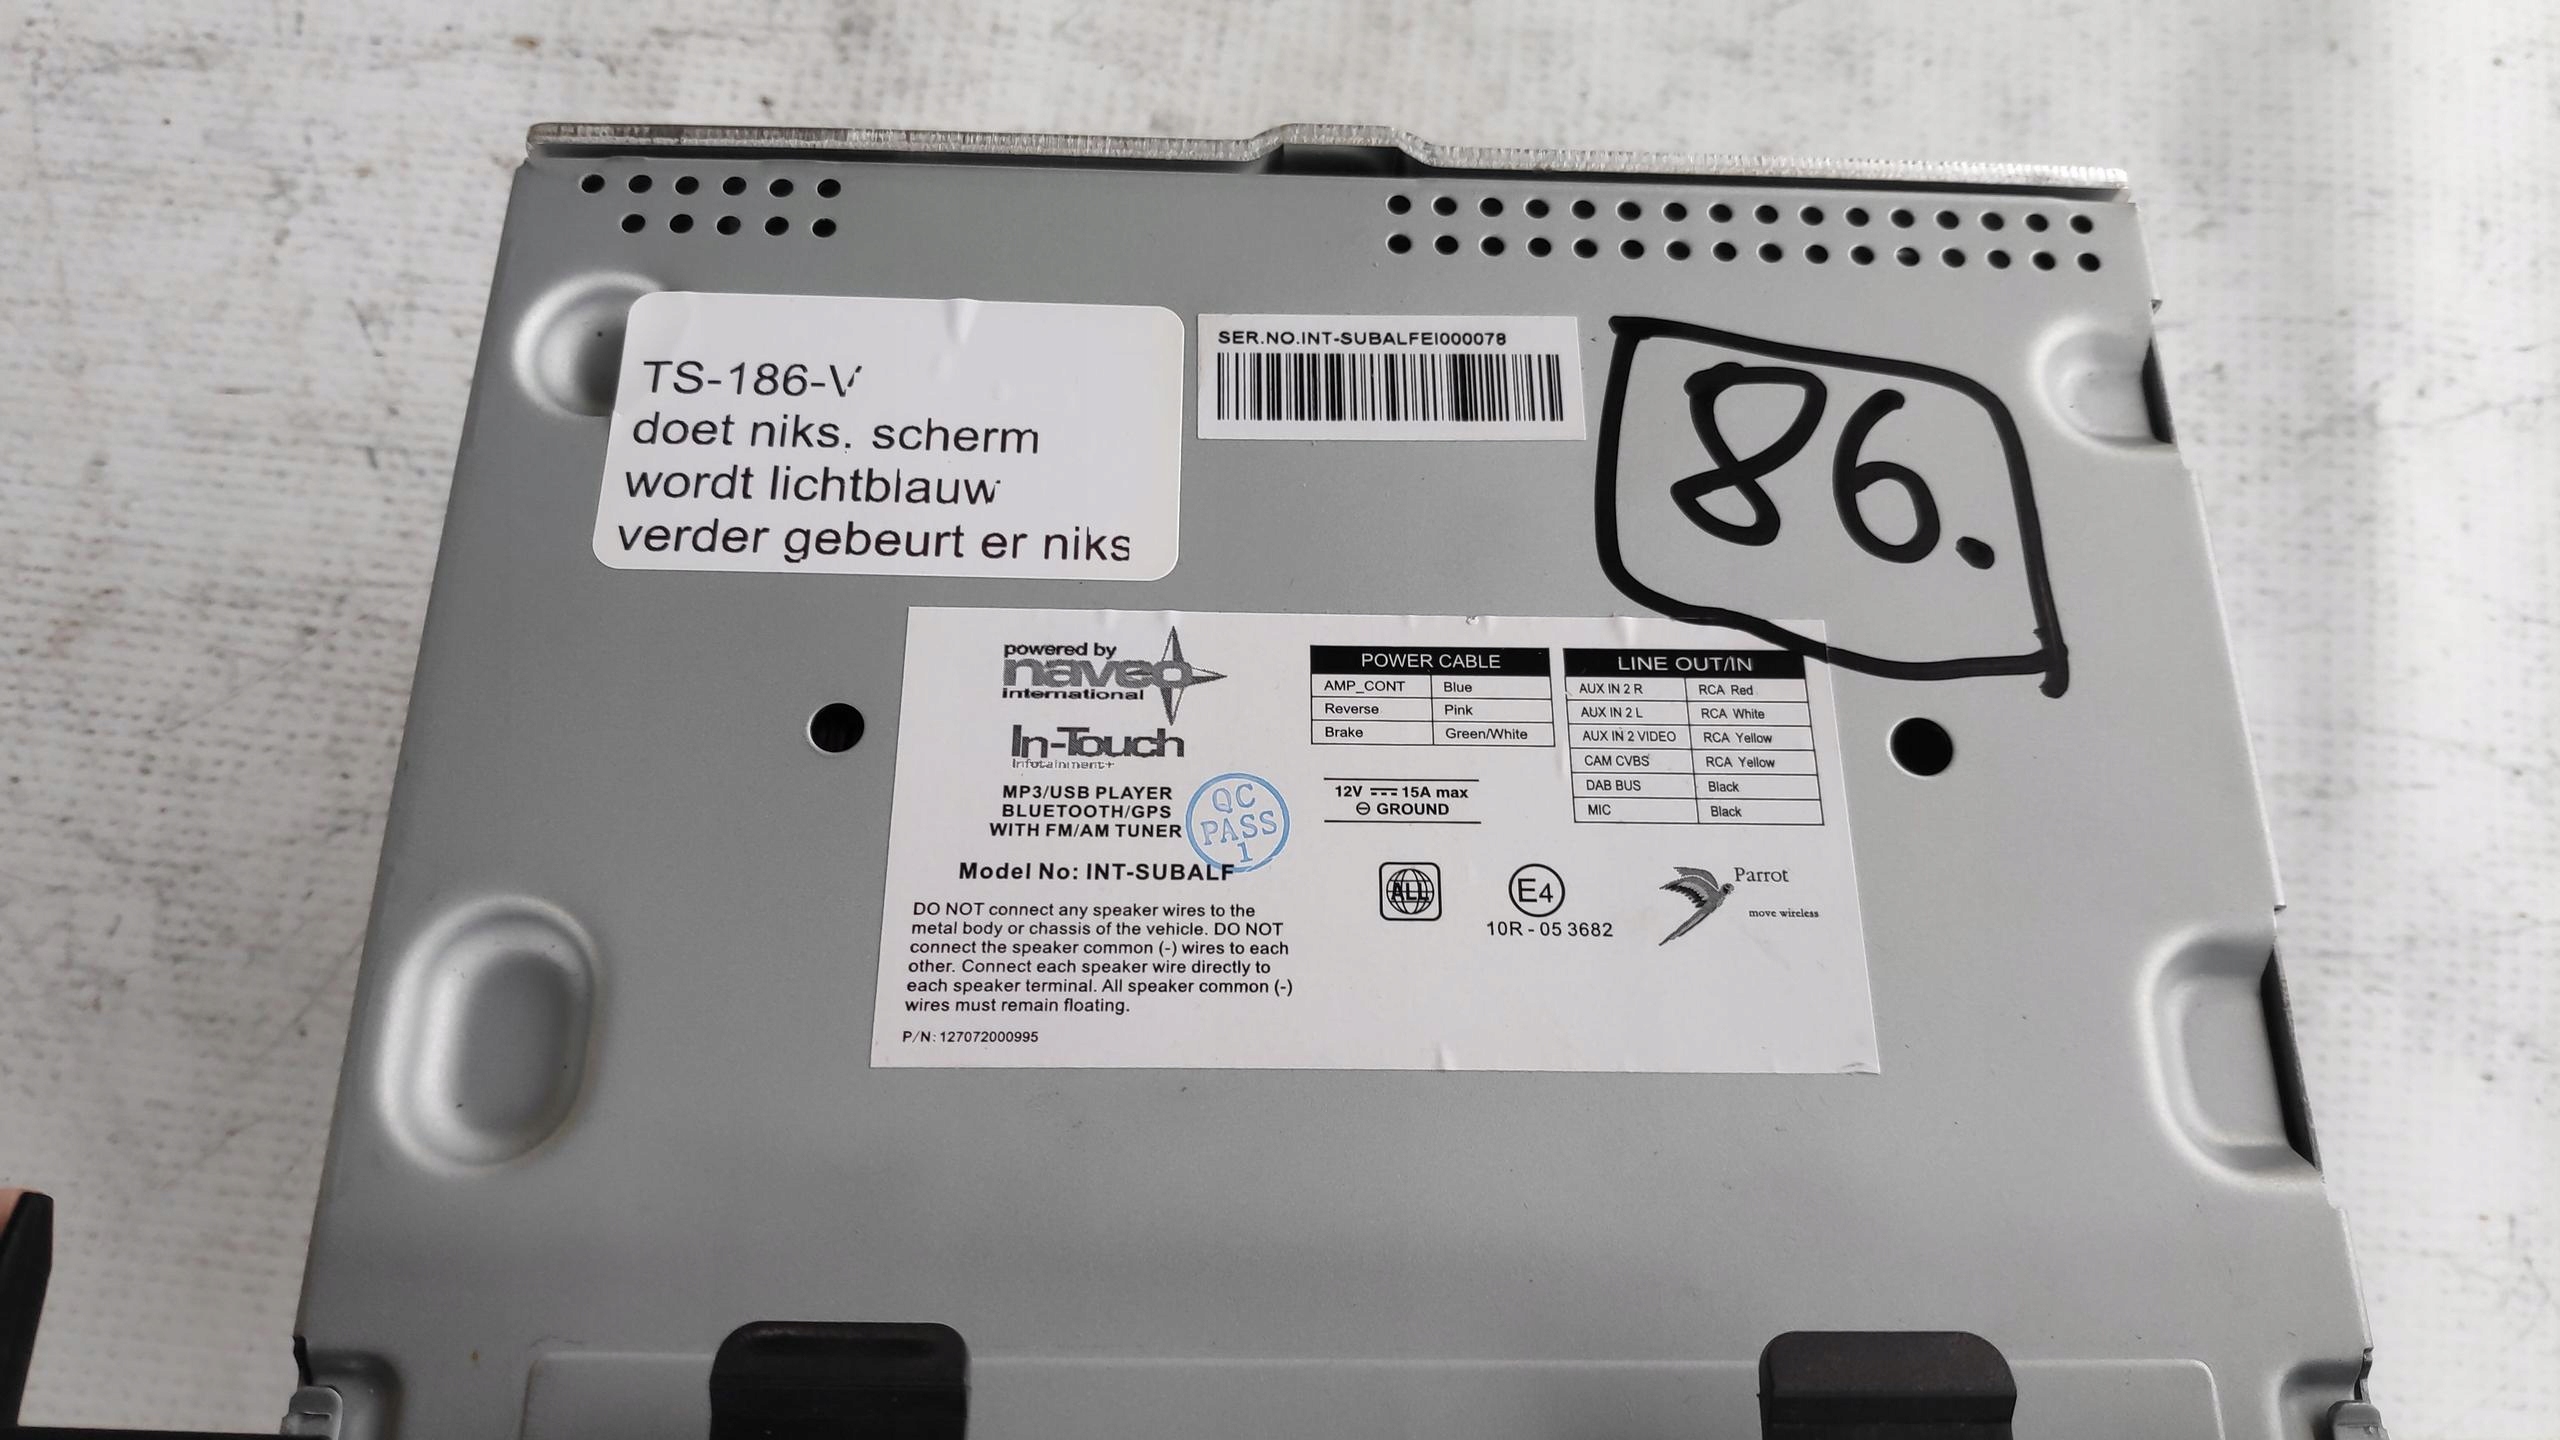 TS-186-V
doet niks. scherm
wordt lichtblauw
verder gebeurt er niks
SER.NO.INT-SUBALFEI000078
86.
powered by
naveo
international
In-Touch
Infotainment+
MP3/USB PLAYER
BLUETOOTH/GPS
WITH FM/AM TUNER
QC
PASS
1
Model No: INT-SUBALF
DO NOT connect any speaker wires to the
metal body or chassis of the vehicle. DO NOT
connect the speaker common (-) wires to each
other. Connect each speaker wire directly to
each speaker terminal. All speaker common (-)
wires must remain floating.
P/N: 127072000995
POWER CABLE
AMP_CONT Blue
Reverse Pink
Brake Green/White
12V 15A max
⊖ GROUND
LINE OUT/IN
AUX IN 2 R RCA Red
AUX IN 2 L RCA White
AUX IN 2 VIDEO RCA Yellow
CAM CVBS RCA Yellow
DAB BUS Black
MIC Black
ALL
E4
10R - 05 3682
Parrot
move wireless